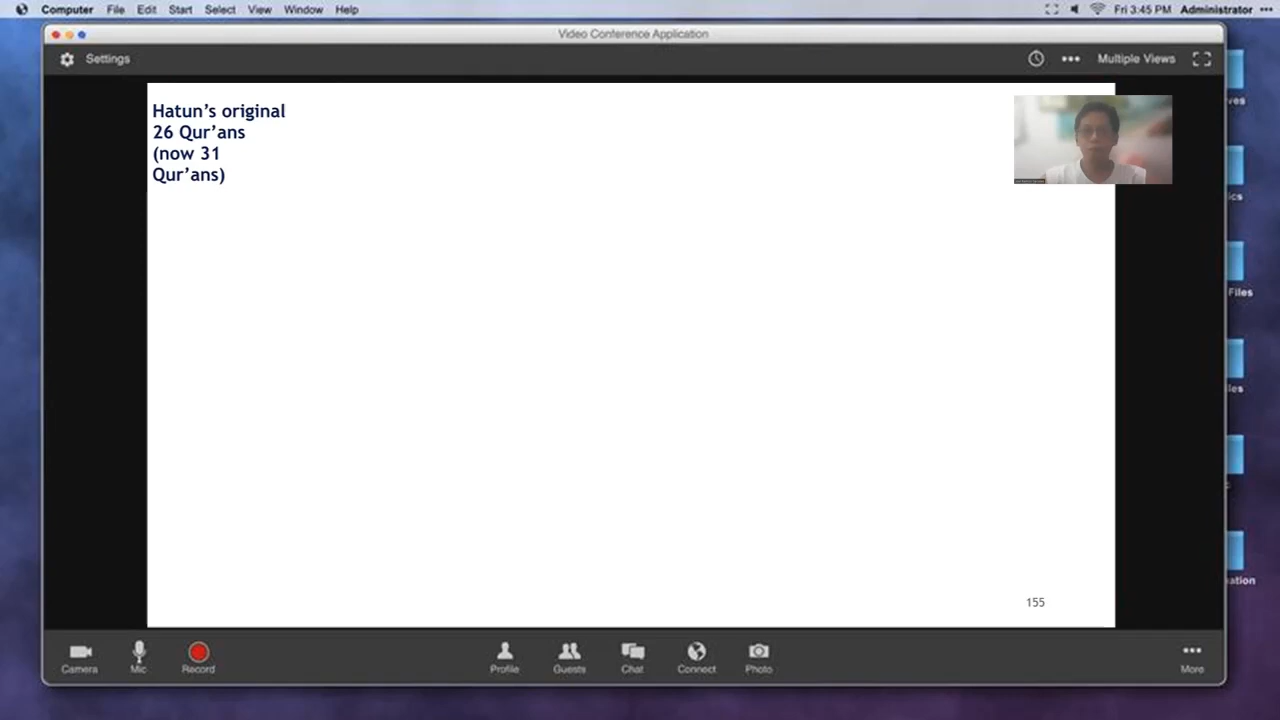 Computer File Edit Start Select View Window Help Fri 3:45 PM Administrator
Video Conference Application
Settings Multiple Views
Hatun’s original
26 Qur’ans
(now 31
Qur’ans)
Files
155
Camera Mic Record Profile Guests Chat Connect Photo More